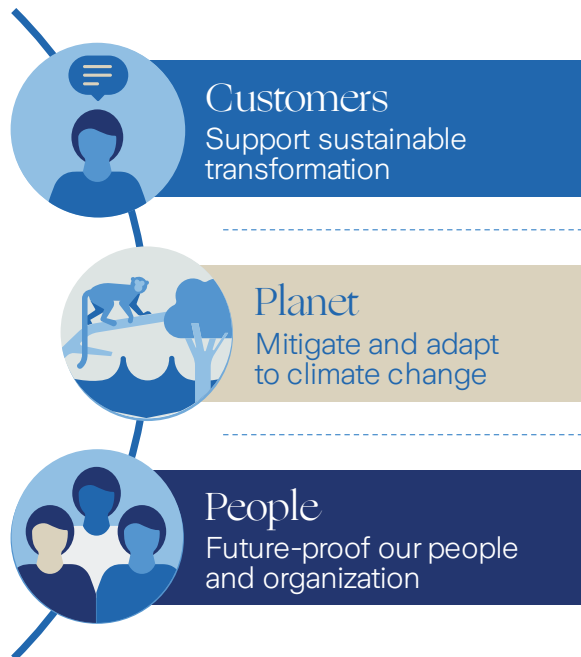 Customers
Support sustainable
transformation
Planet
Mitigate and adapt
to climate change
People
Future-proof our people
and organization